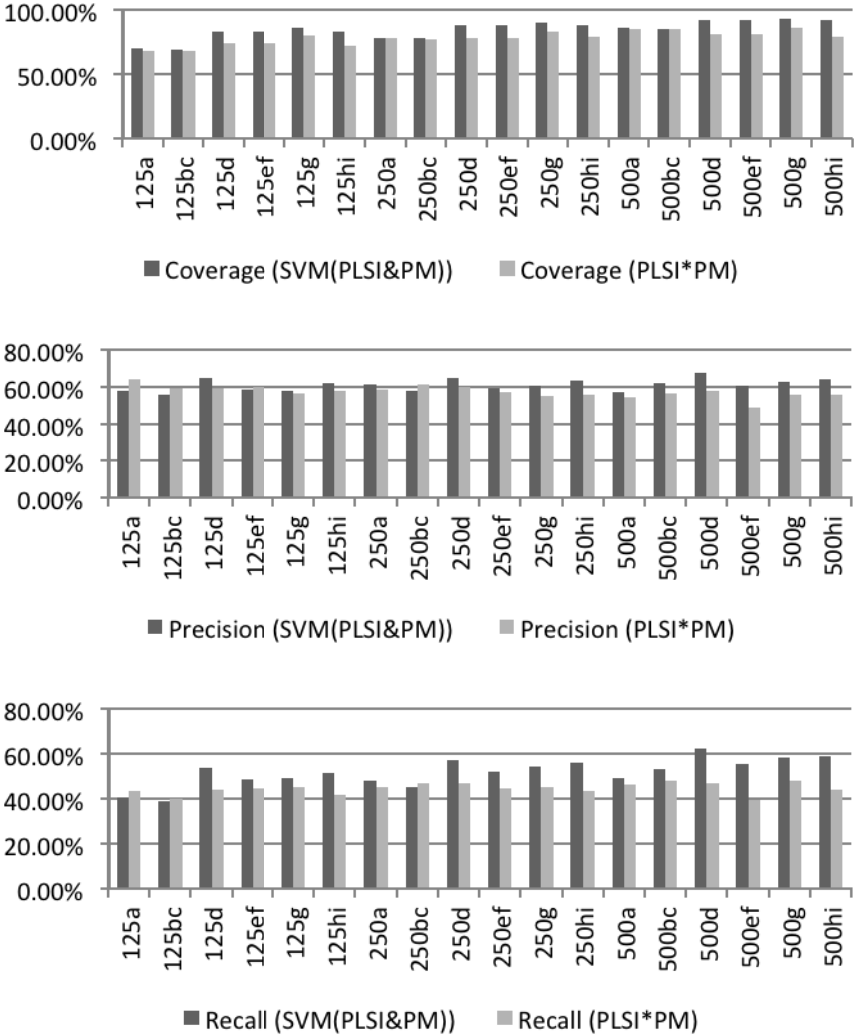 100.00%
50.00%
0.00%
125a 125bc 125d 125ef 125g 125hi 250a 250bc 250d 250ef 250g 250hi 500a 500bc 500d 500ef 500g 500hi
Coverage (SVM(PLSI&PM)) Coverage (PLSI*PM)
80.00%
60.00%
40.00%
20.00%
0.00%
125a 125bc 125d 125ef 125g 125hi 250a 250bc 250d 250ef 250g 250hi 500a 500bc 500d 500ef 500g 500hi
Precision (SVM(PLSI&PM)) Precision (PLSI*PM)
80.00%
60.00%
40.00%
20.00%
0.00%
125a 125bc 125d 125ef 125g 125hi 250a 250bc 250d 250ef 250g 250hi 500a 500bc 500d 500ef 500g 500hi
Recall (SVM(PLSI&PM)) Recall (PLSI*PM)